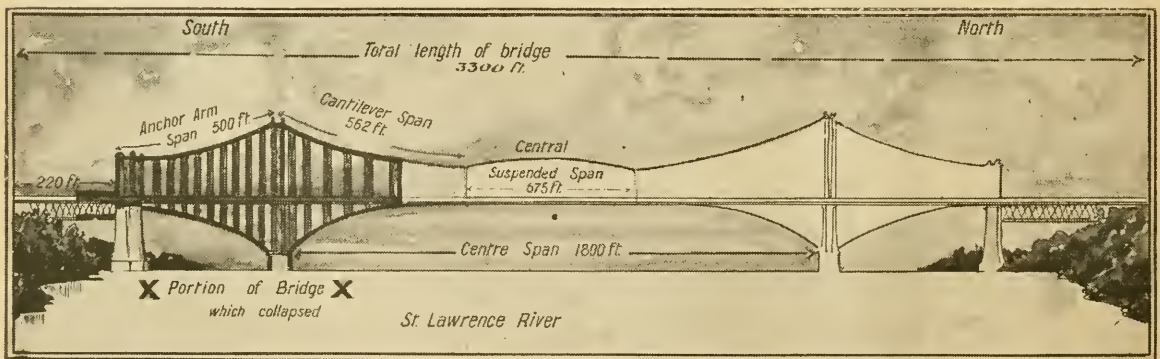 South
North
Total length of bridge
3300 ft.
Anchor Arm
Span 500 ft.
Cantilever Span
562 ft.
Central
Suspended Span
675 ft.
220 ft.
Centre Span 1800 ft.
X Portion of Bridge X
which collapsed
St. Lawrence River